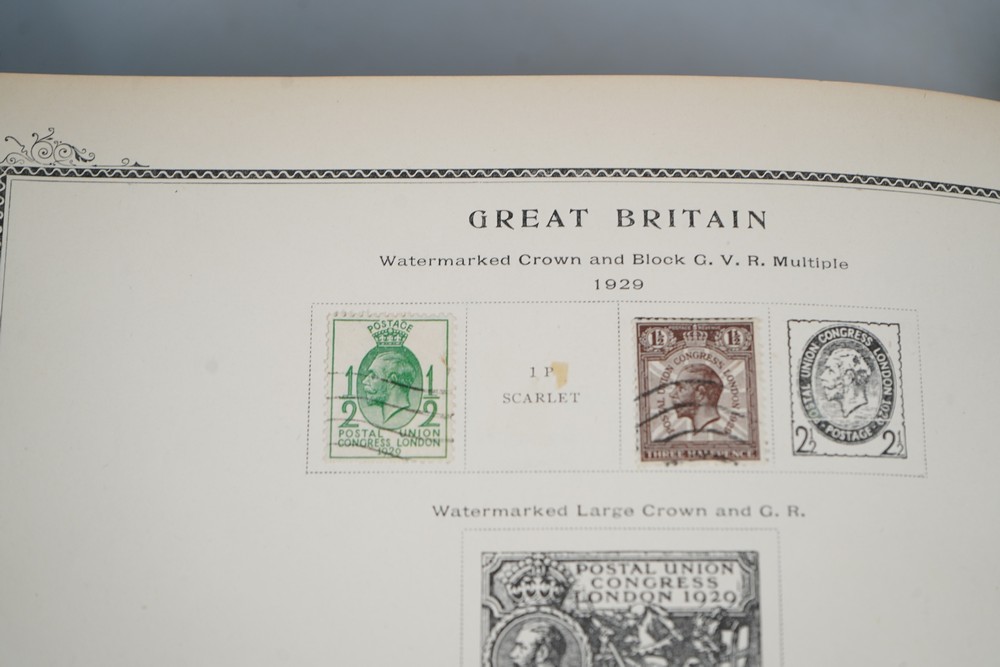 GREAT BRITAIN
Watermarked Crown and Block G. V. R. Multiple
1929
POSTAGE
1 1
2 2
POSTAL UNION
CONGRESS LONDON
1929
1 P
SCARLET
1½ 1½
POSTAL UNION CONGRESS LONDON
THREE HALFPENCE
POSTAL UNION CONGRESS LONDON 1929
POSTAGE
2½ 2½
Watermarked Large Crown and G. R.
POSTAL UNION
CONGRESS
LONDON 1929